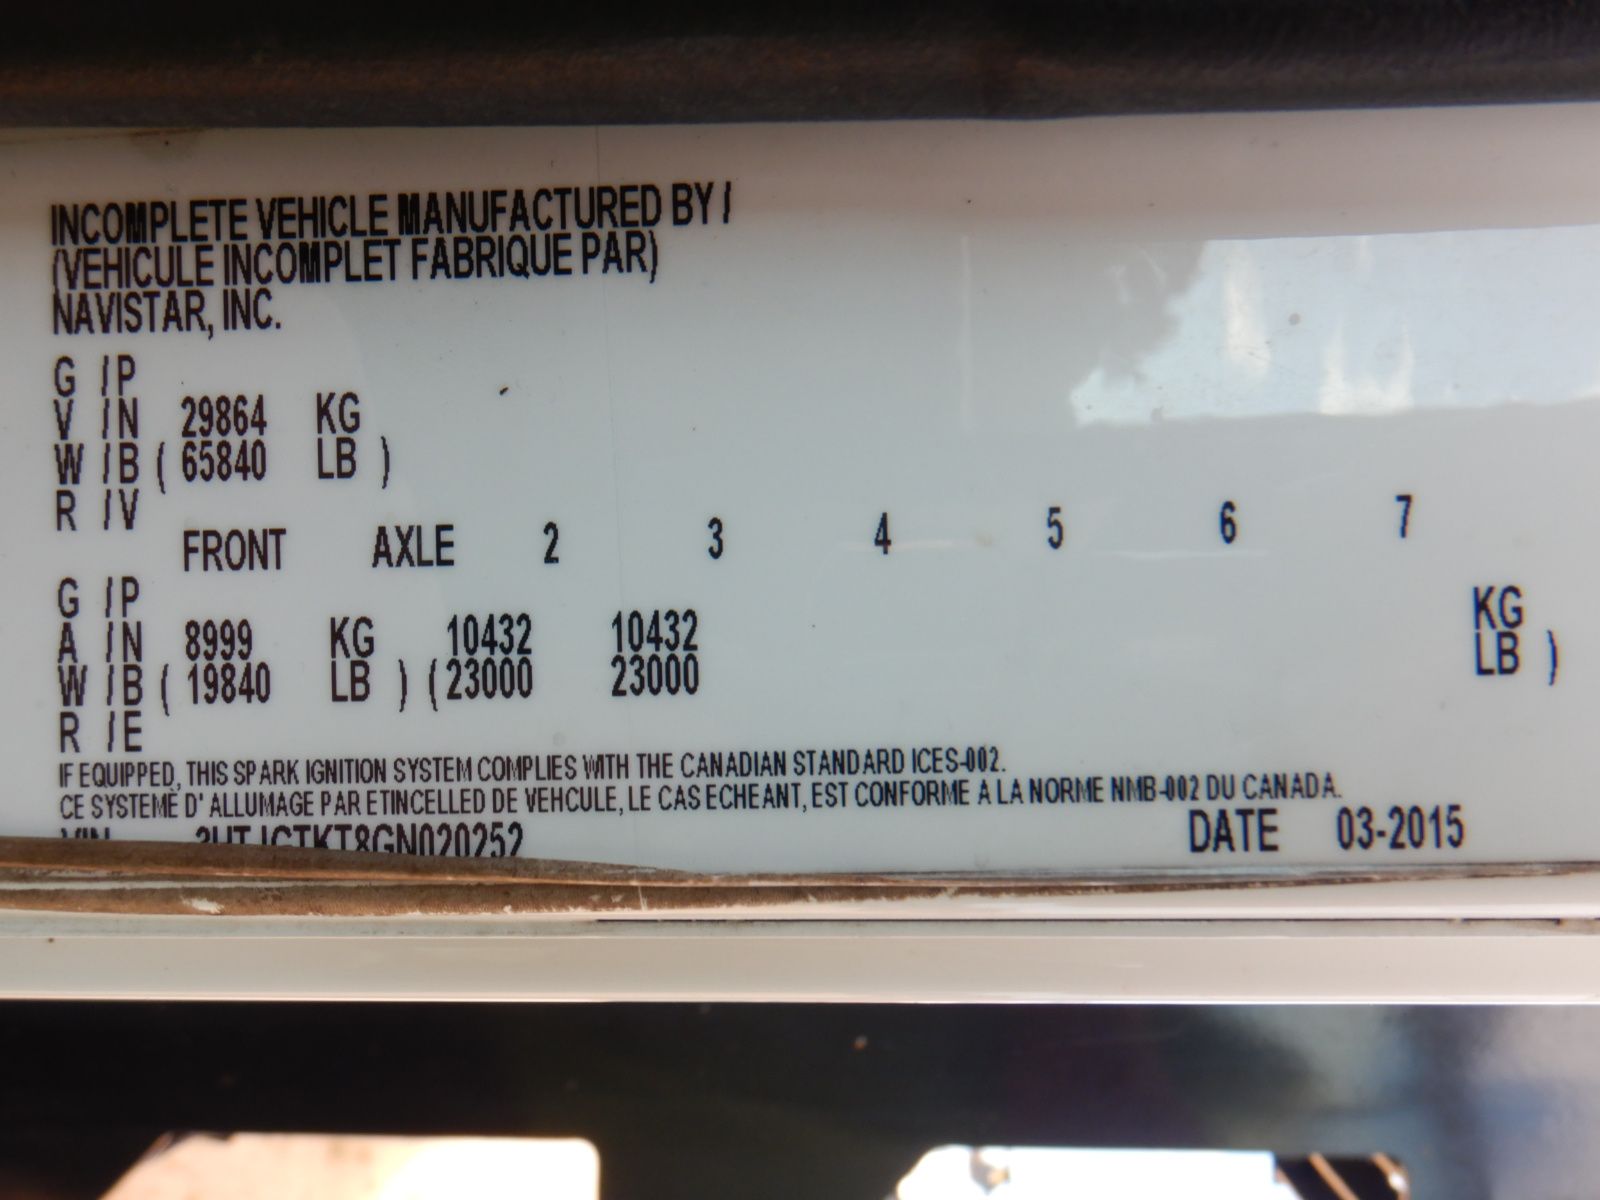 INCOMPLETE VEHICLE MANUFACTURED BY /
(VEHICULE INCOMPLET FABRIQUE PAR)
NAVISTAR, INC.
G /P
V /N 29864 KG
W /B ( 65840 LB )
R /V
FRONT AXLE 2 3 4 5 6 7
G /P
A /N 8999 KG 10432 10432 KG
W /B ( 19840 LB ) ( 23000 23000 LB )
R /E
IF EQUIPPED, THIS SPARK IGNITION SYSTEM COMPLIES WITH THE CANADIAN STANDARD ICES-002.
CE SYSTEME D' ALLUMAGE PAR ETINCELLED DE VEHCULE, LE CAS ECHEANT, EST CONFORME A LA NORME NMB-002 DU CANADA.
VIN 3HTJGTKT8GN020252 DATE 03-2015